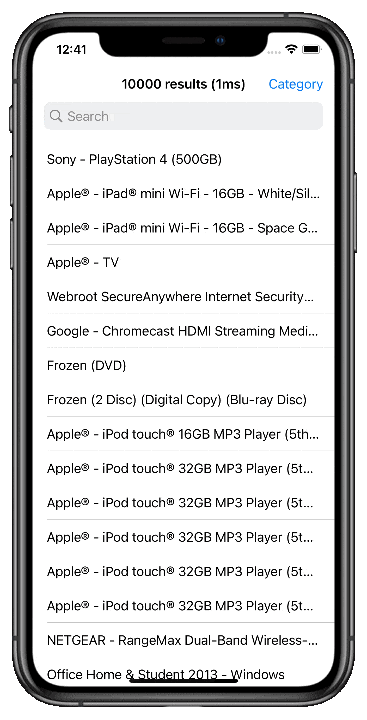 12:41
10000 results (1ms)
Category
Search
Sony - PlayStation 4 (500GB)
Apple® - iPad® mini Wi-Fi - 16GB - White/Sil...
Apple® - iPad® mini Wi-Fi - 16GB - Space G...
Apple® - TV
Webroot SecureAnywhere Internet Security...
Google - Chromecast HDMI Streaming Medi...
Frozen (DVD)
Frozen (2 Disc) (Digital Copy) (Blu-ray Disc)
Apple® - iPod touch® 16GB MP3 Player (5th...
Apple® - iPod touch® 32GB MP3 Player (5t...
Apple® - iPod touch® 32GB MP3 Player (5t...
Apple® - iPod touch® 32GB MP3 Player (5t...
Apple® - iPod touch® 32GB MP3 Player (5t...
Apple® - iPod touch® 32GB MP3 Player (5t...
NETGEAR - RangeMax Dual-Band Wireless-...
Office Home & Student 2013 - Windows